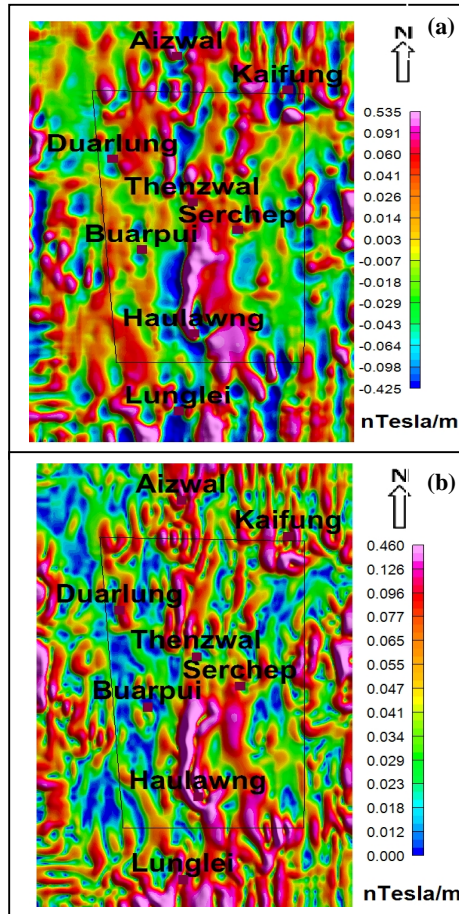 (a)
N
Aizwal
Kaifung
Duarlung
Thenzwal
Serchep
Buarpui
Haulawng
Lunglei
0.535
0.091
0.060
0.040
0.026
0.014
0.003
-0.007
-0.018
-0.029
-0.043
-0.064
-0.098
-0.425
nTesla/m
(b)
N
Aizwal
Kaifung
Duarlung
Thenzwal
Serchep
Buarpui
Haulawng
Lunglei
0.460
0.126
0.096
0.077
0.065
0.055
0.047
0.041
0.034
0.029
0.023
0.018
0.012
0.000
nTesla/m